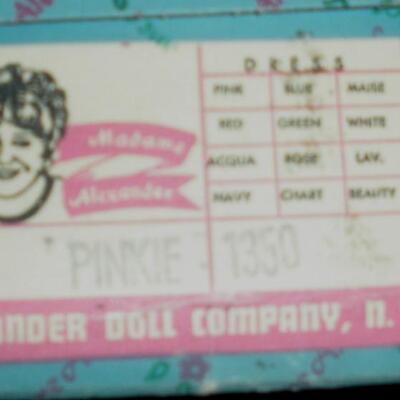 DRESS
PINK BLUE MAISE
RED GREEN WHITE
Madame
ACQUA ROSE LAV.
Alexander
NAVY CHART BEAUTY
PINKIE - 1350
ANDER DOLL COMPANY, N.